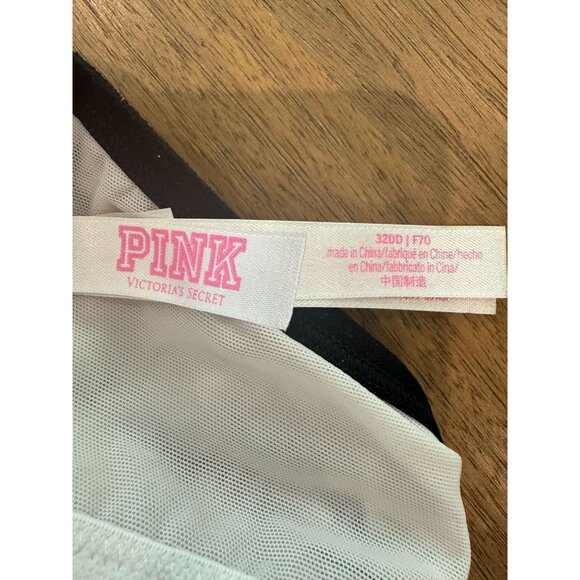 PINK
VICTORIA'S SECRET
32DD | F70
made in China/fabriqué en Chine/hecho
en China/fabbricato in Cina/
中国制造